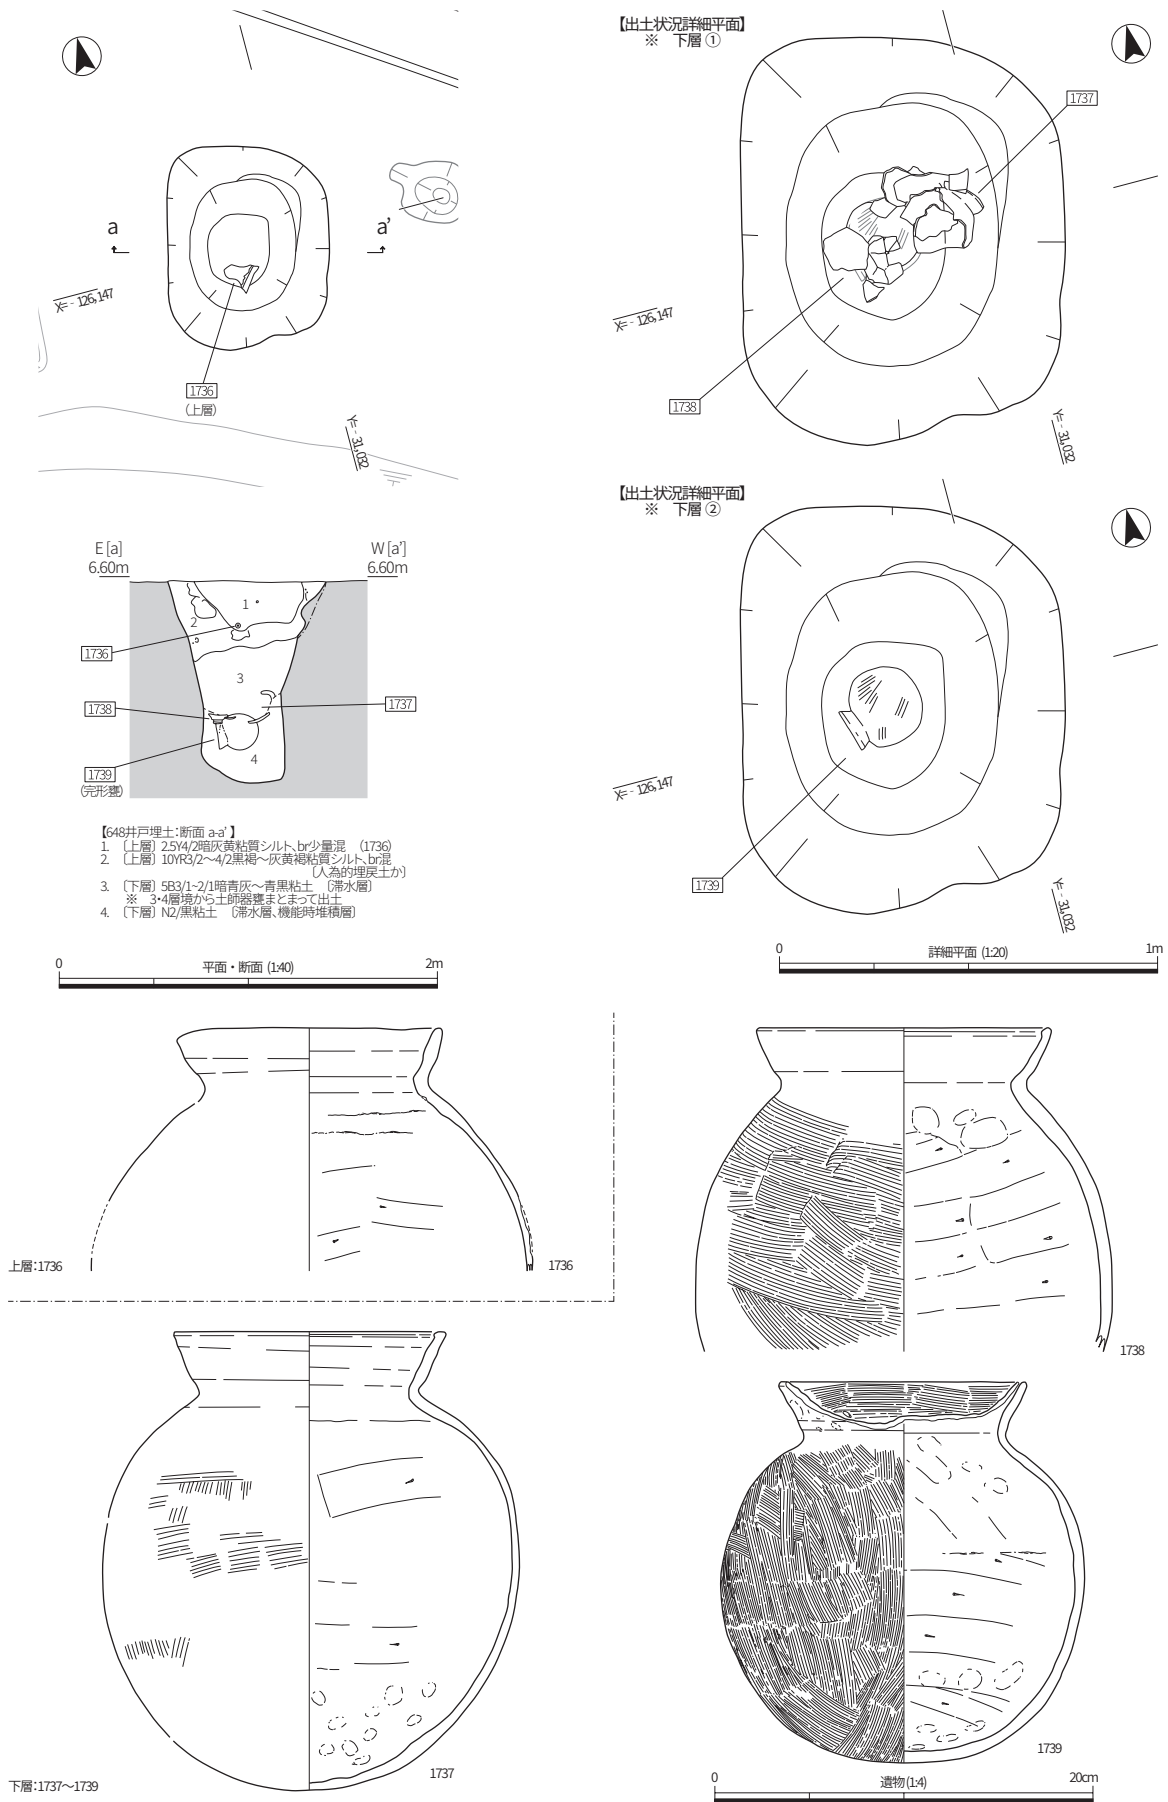 a
a’
X=－126,147
1736
（上層）
Y=－31,032
【出土状況詳細平面】
※　下層 ①
1737
X=－126,147
1738
Y=－31,032
【出土状況詳細平面】
※　下層 ②
X=－126,147
1739
Y=－31,032
0
詳細平面 (1:20)
1m
E [a]
6.60m
W [a’]
6.60m
1
2
3
4
1736
1738
1737
1739
（完形甕）
【648井戸埋土：断面 a-a’】
1.　〔上層〕 2.5Y4/2暗灰黄粘質シルト、br少量混　（1736）
2.　〔上層〕 10YR3/2～4/2黒褐～灰黄褐粘質シルト、br混
〔人為的埋戻土か〕
3.　〔下層〕 5B3/1~2/1暗青灰～青黒粘土　〔滞水層〕
※　3・4層境から土師器甕まとまって出土
4.　〔下層〕 N2/黒粘土　〔滞水層、機能時堆積層〕
0
平面・断面 (1:40)
2m
上層：1736
1736
1738
下層：1737～1739
1737
1739
0
遺物 (1:4)
20cm